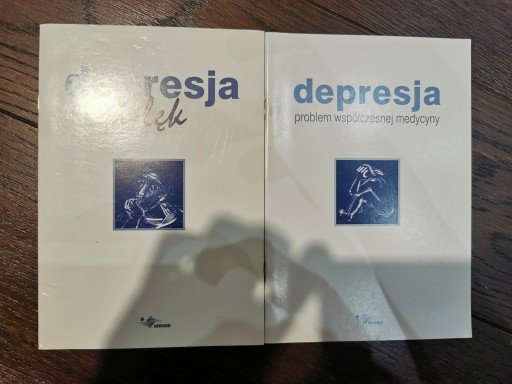 depresja
lęk
depresja
problem współczesnej medycyny